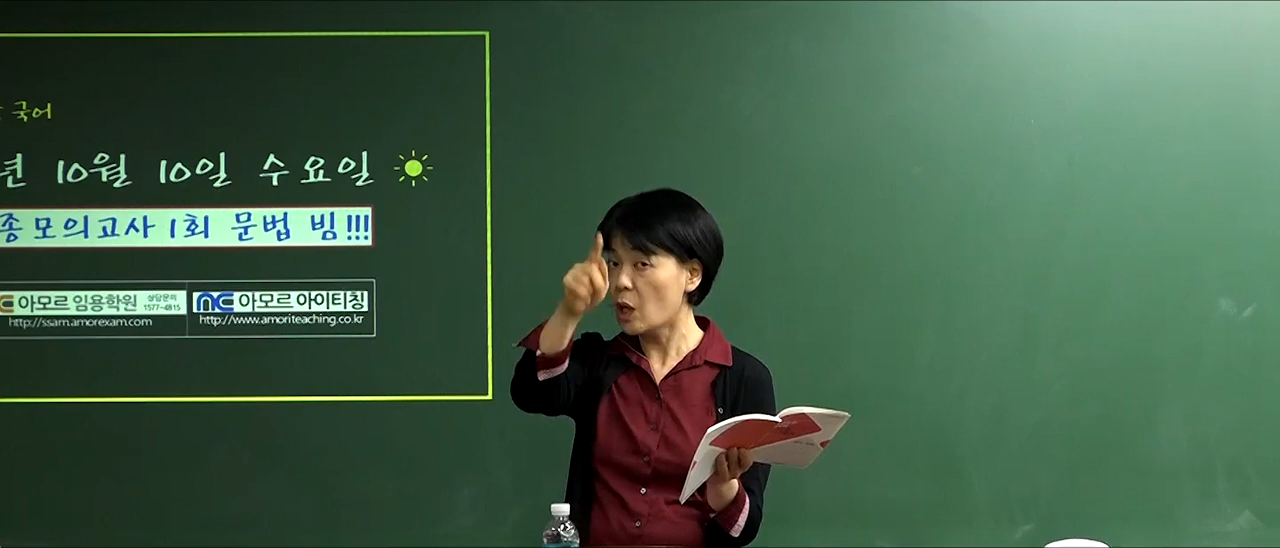 국어
년 10월 10일 수요일
종모의고사 1회 문법 빔!!!
아모르 임용학원 상담문의 1577-4815 아모르 아이티칭
http://ssam.amorexam.com http://www.amoriteaching.co.kr